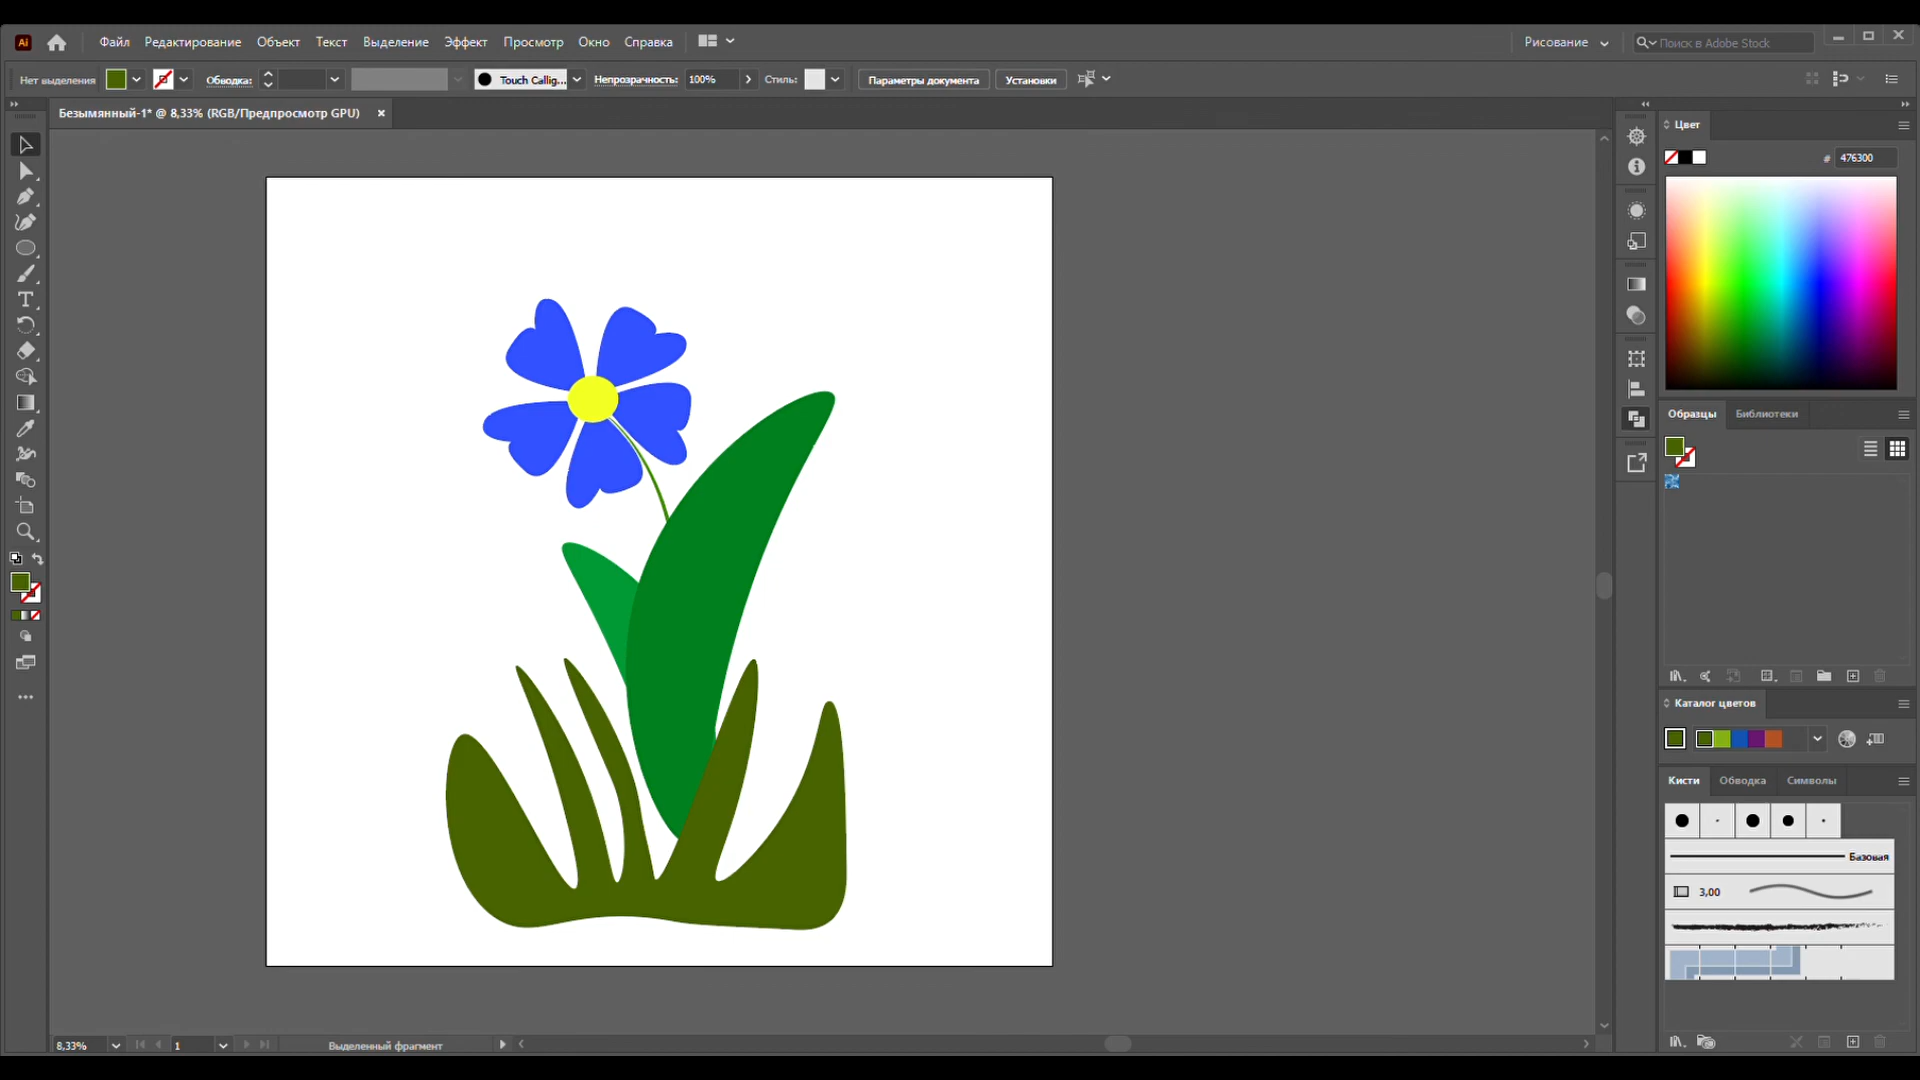 Ai Файл Редактирование Объект Текст Выделение Эффект Просмотр Окно Справка Рисование Поиск в Adobe Stock
Нет выделения Обводка: Touch Callig... Непрозрачность: 100% Стиль: Параметры документа Установки
Безымянный-1* @ 8,33% (RGB/Предпросмотр GPU) ×
Цвет
# 476300
Образцы Библиотеки
Каталог цветов
Кисти Обводка Символы
Базовая
3,00
8,33% 1 Выделенный фрагмент